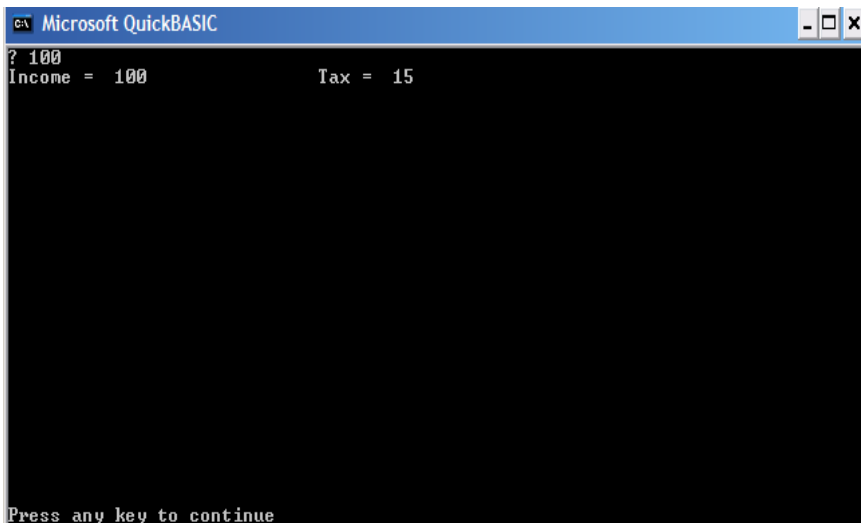 Microsoft QuickBASIC
? 100
Income = 100 Tax = 15
Press any key to continue